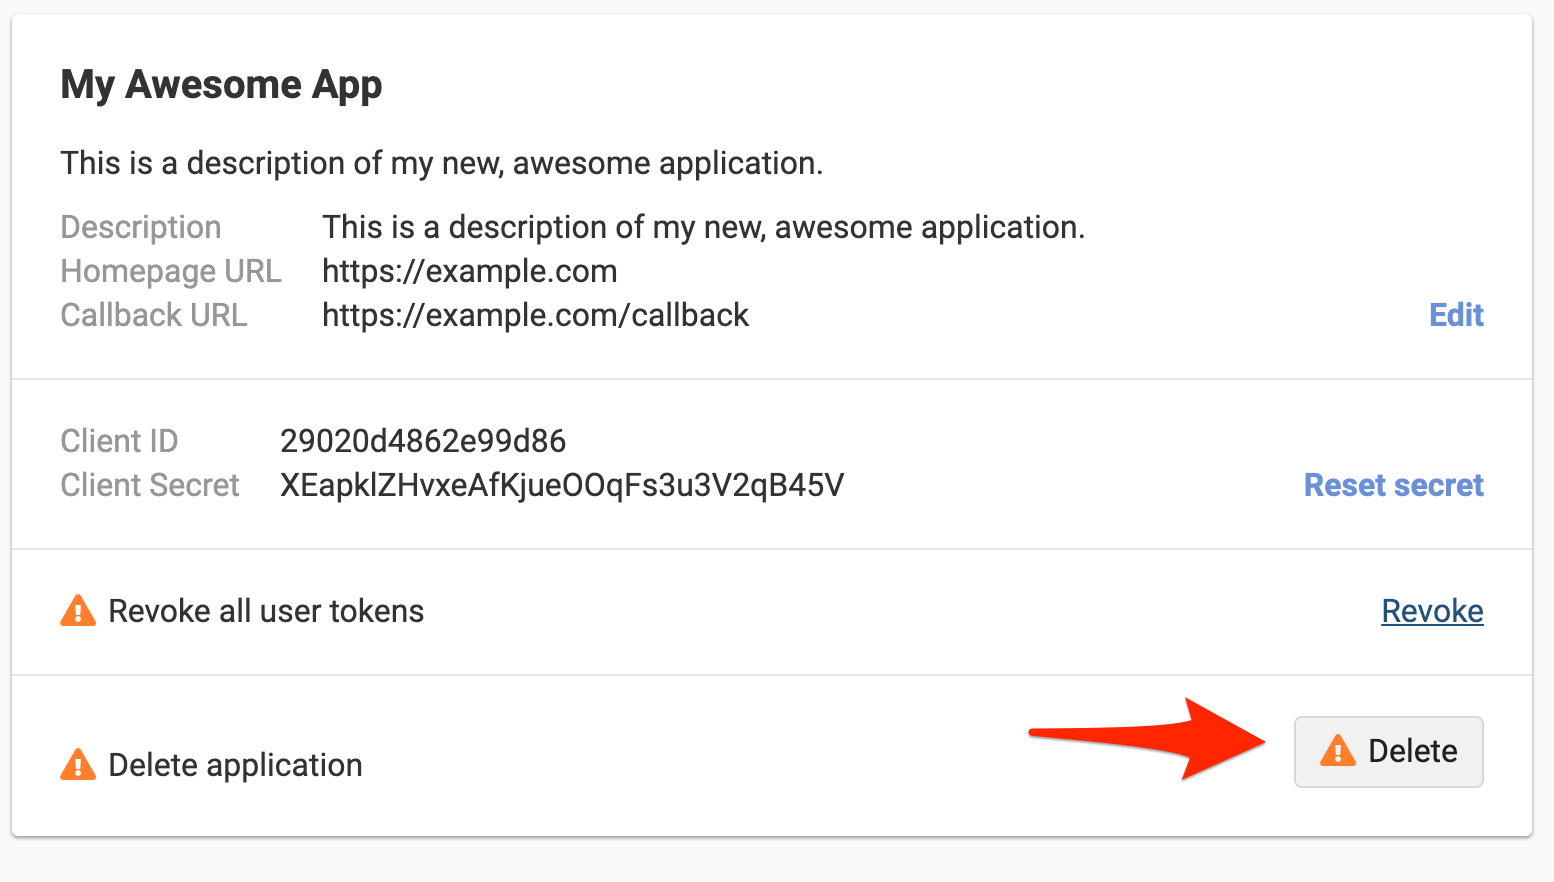 My Awesome App
This is a description of my new, awesome application.
Description This is a description of my new, awesome application.
Homepage URL https://example.com
Callback URL https://example.com/callback Edit
Client ID 29020d4862e99d86
Client Secret XEapklZHvxeAfKjueOOqFs3u3V2qB45V Reset secret
Revoke all user tokens Revoke
Delete application Delete